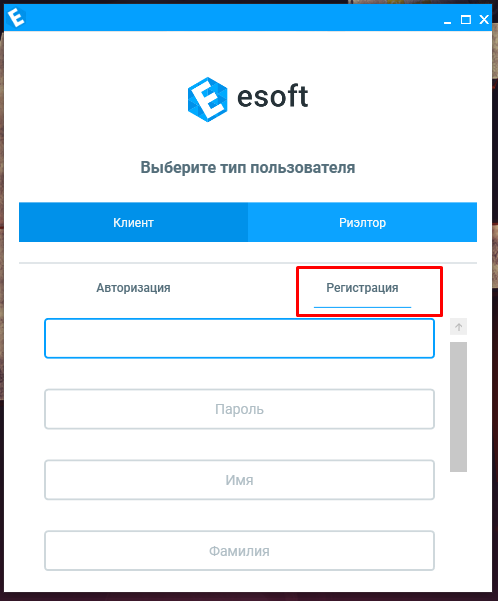 E
E esoft
Выберите тип пользователя
Клиент Риэлтор
Авторизация Регистрация
Пароль
Имя
Фамилия